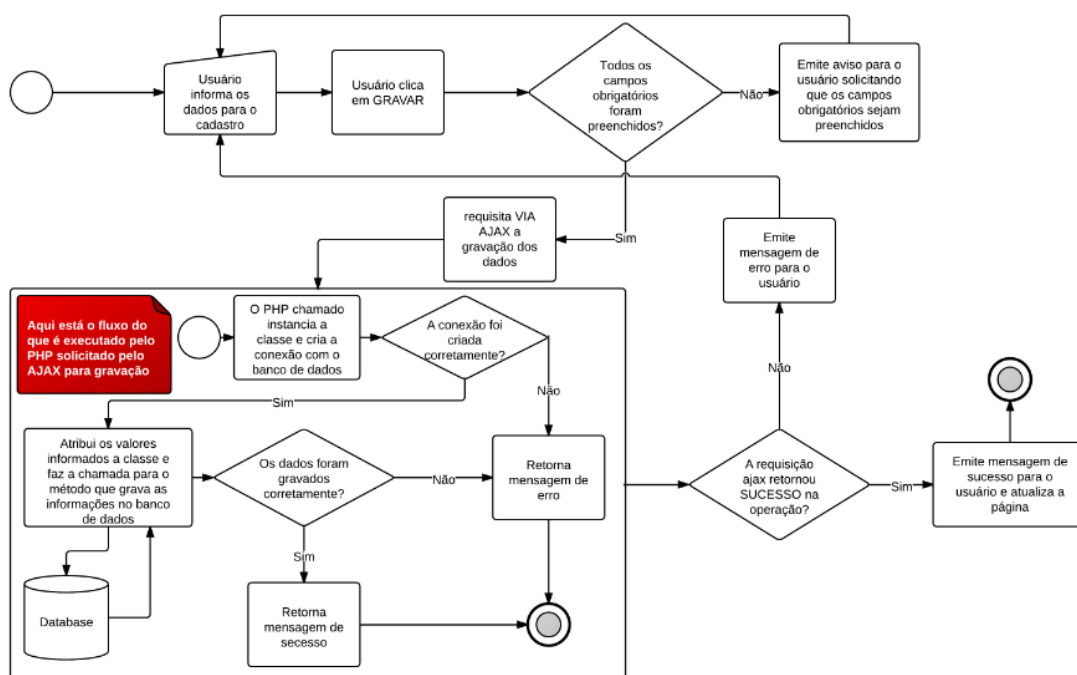 Usuário
informa os
dados para o
cadastro
Usuário clica
em GRAVAR
Todos os
campos
obrigatórios
foram
preenchidos?
Não
Emite aviso para o
usuário solicitando
que os campos
obrigatórios sejam
preenchidos
Sim
requisita VIA
AJAX a
gravação dos
dados
Emite
mensagem de
erro para o
usuário
Aqui está o fluxo do
que é executado pelo
PHP solicitado pelo
AJAX para gravação
O PHP chamado
instancia a
classe e cria a
conexão com o
banco de dados
A conexão foi
criada
corretamente?
Não
Sim
Não
Atribui os valores
informados a classe e
faz a chamada para o
método que grava as
informações no banco
de dados
Os dados foram
gravados
corretamente?
Não
Retorna
mensagem de
erro
A requisição
ajax retornou
SUCESSO na
operação?
Sim
Emite mensagem de
sucesso para o
usuário e atualiza a
página
Sim
Database
Retorna
mensagem de
secesso